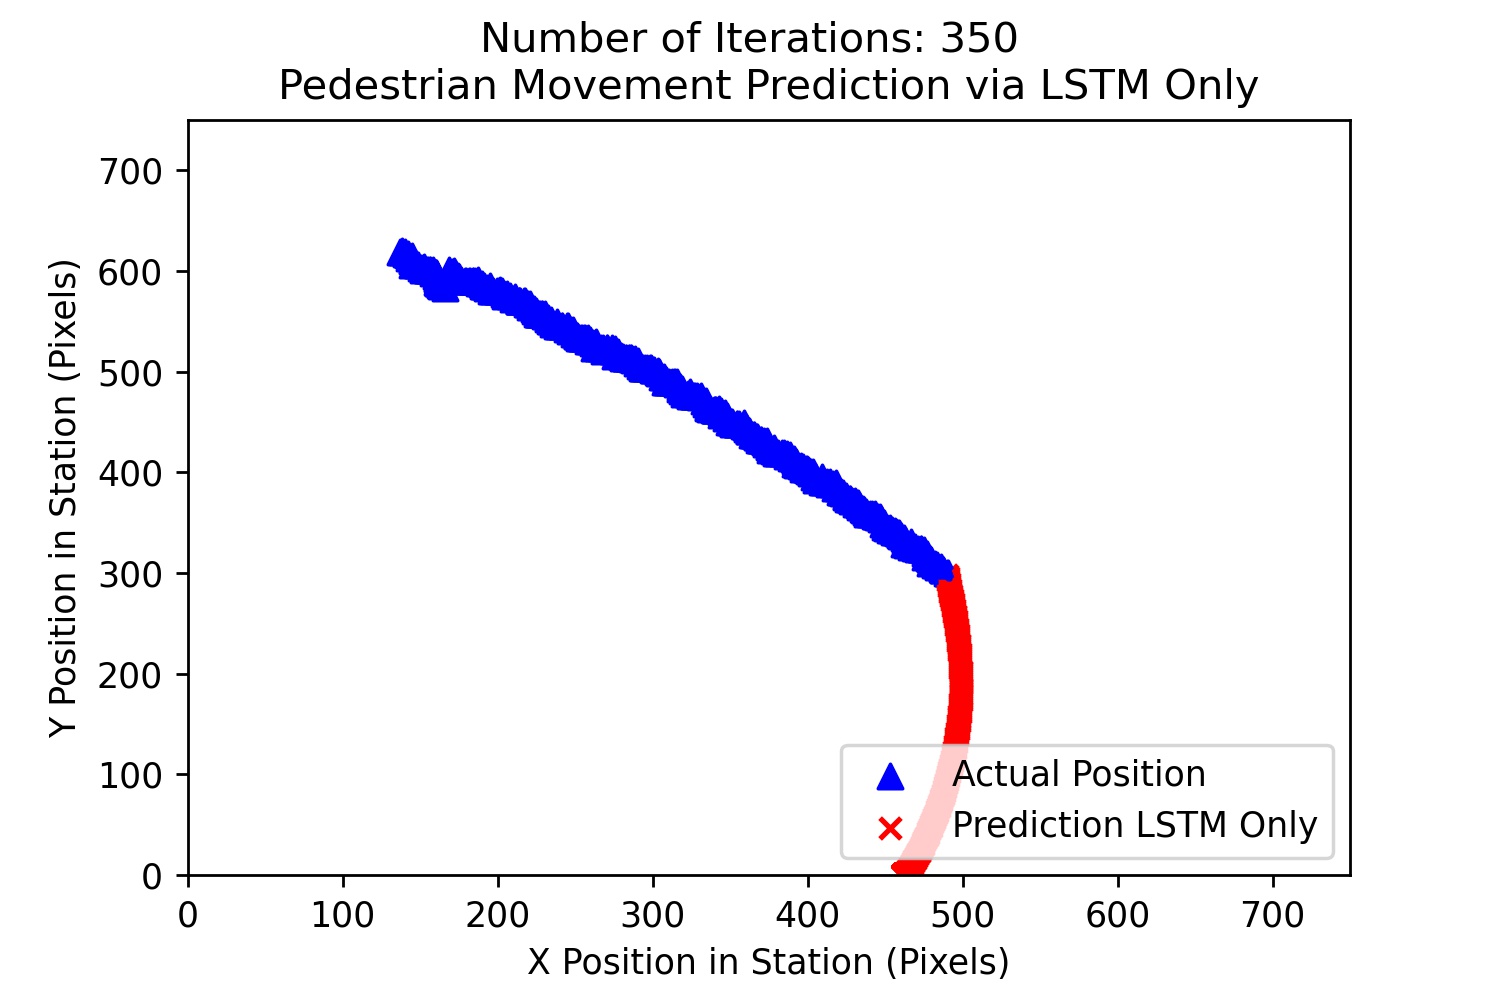 Number of Iterations: 350
Pedestrian Movement Prediction via LSTM Only
Y Position in Station (Pixels)
700
600
500
400
300
200
100
0
Actual Position
Prediction LSTM Only
0 100 200 300 400 500 600 700
X Position in Station (Pixels)